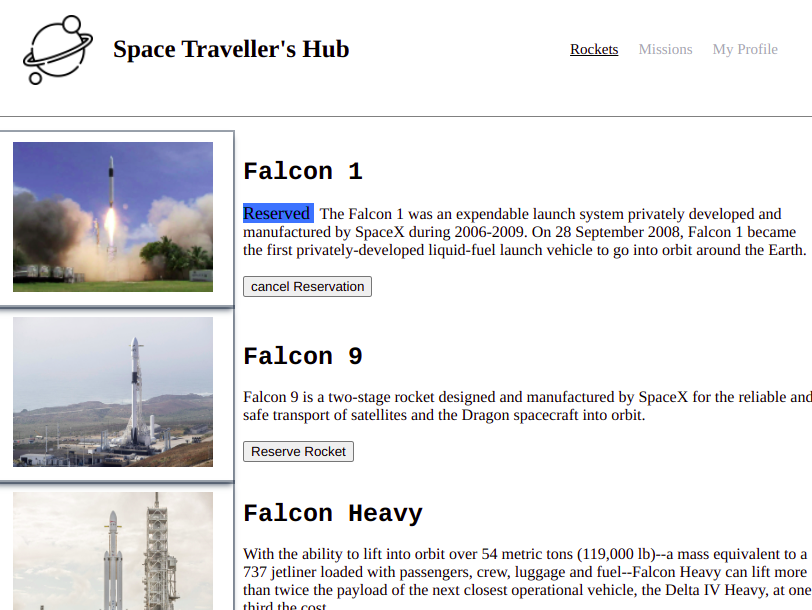 Space Traveller's Hub
Rockets Missions My Profile
Falcon 1
Reserved The Falcon 1 was an expendable launch system privately developed and
manufactured by SpaceX during 2006-2009. On 28 September 2008, Falcon 1 became
the first privately-developed liquid-fuel launch vehicle to go into orbit around the Earth.
cancel Reservation
Falcon 9
Falcon 9 is a two-stage rocket designed and manufactured by SpaceX for the reliable and
safe transport of satellites and the Dragon spacecraft into orbit.
Reserve Rocket
Falcon Heavy
With the ability to lift into orbit over 54 metric tons (119,000 lb)--a mass equivalent to a
737 jetliner loaded with passengers, crew, luggage and fuel--Falcon Heavy can lift more
than twice the payload of the next closest operational vehicle, the Delta IV Heavy, at one
third the cost.